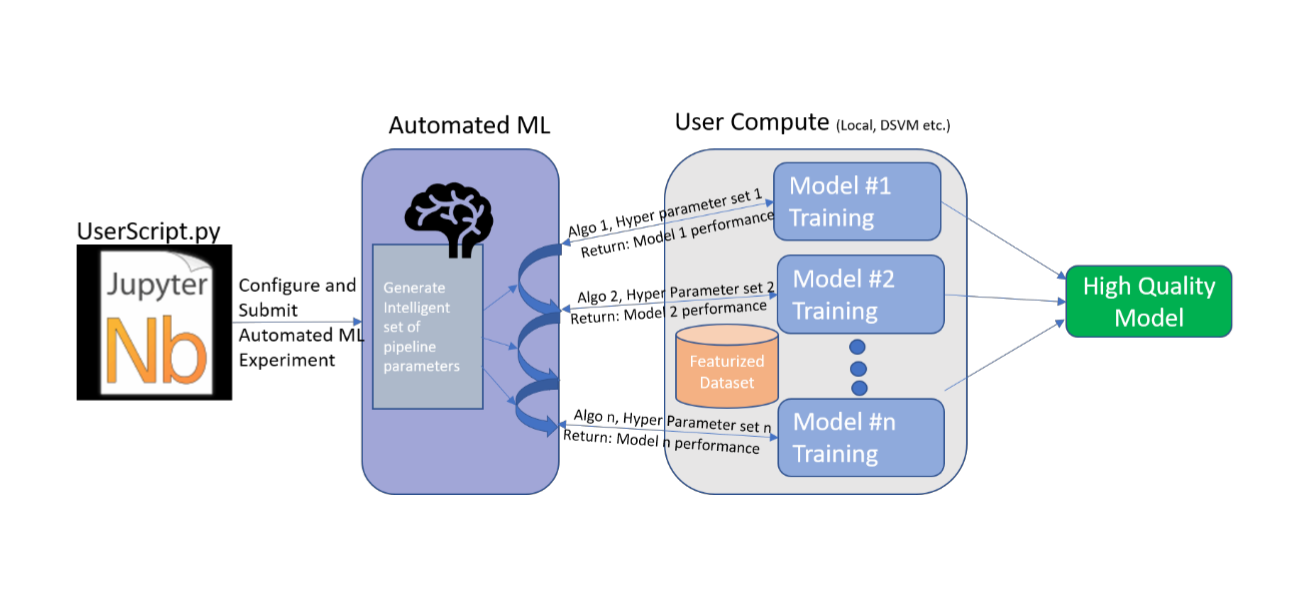 Automated ML
User Compute (Local, DSVM etc.)
UserScript.py
Jupyter
Nb
Configure and
Submit
Automated ML
Experiment
Generate
Intelligent
set of
pipeline
parameters
Algo 1, Hyper parameter set 1
Return: Model 1 performance
Algo 2, Hyper Parameter set 2
Return: Model 2 performance
Algo n, Hyper Parameter set n
Return: Model n performance
Model #1
Training
Model #2
Training
Featurized
Dataset
Model #n
Training
High Quality
Model